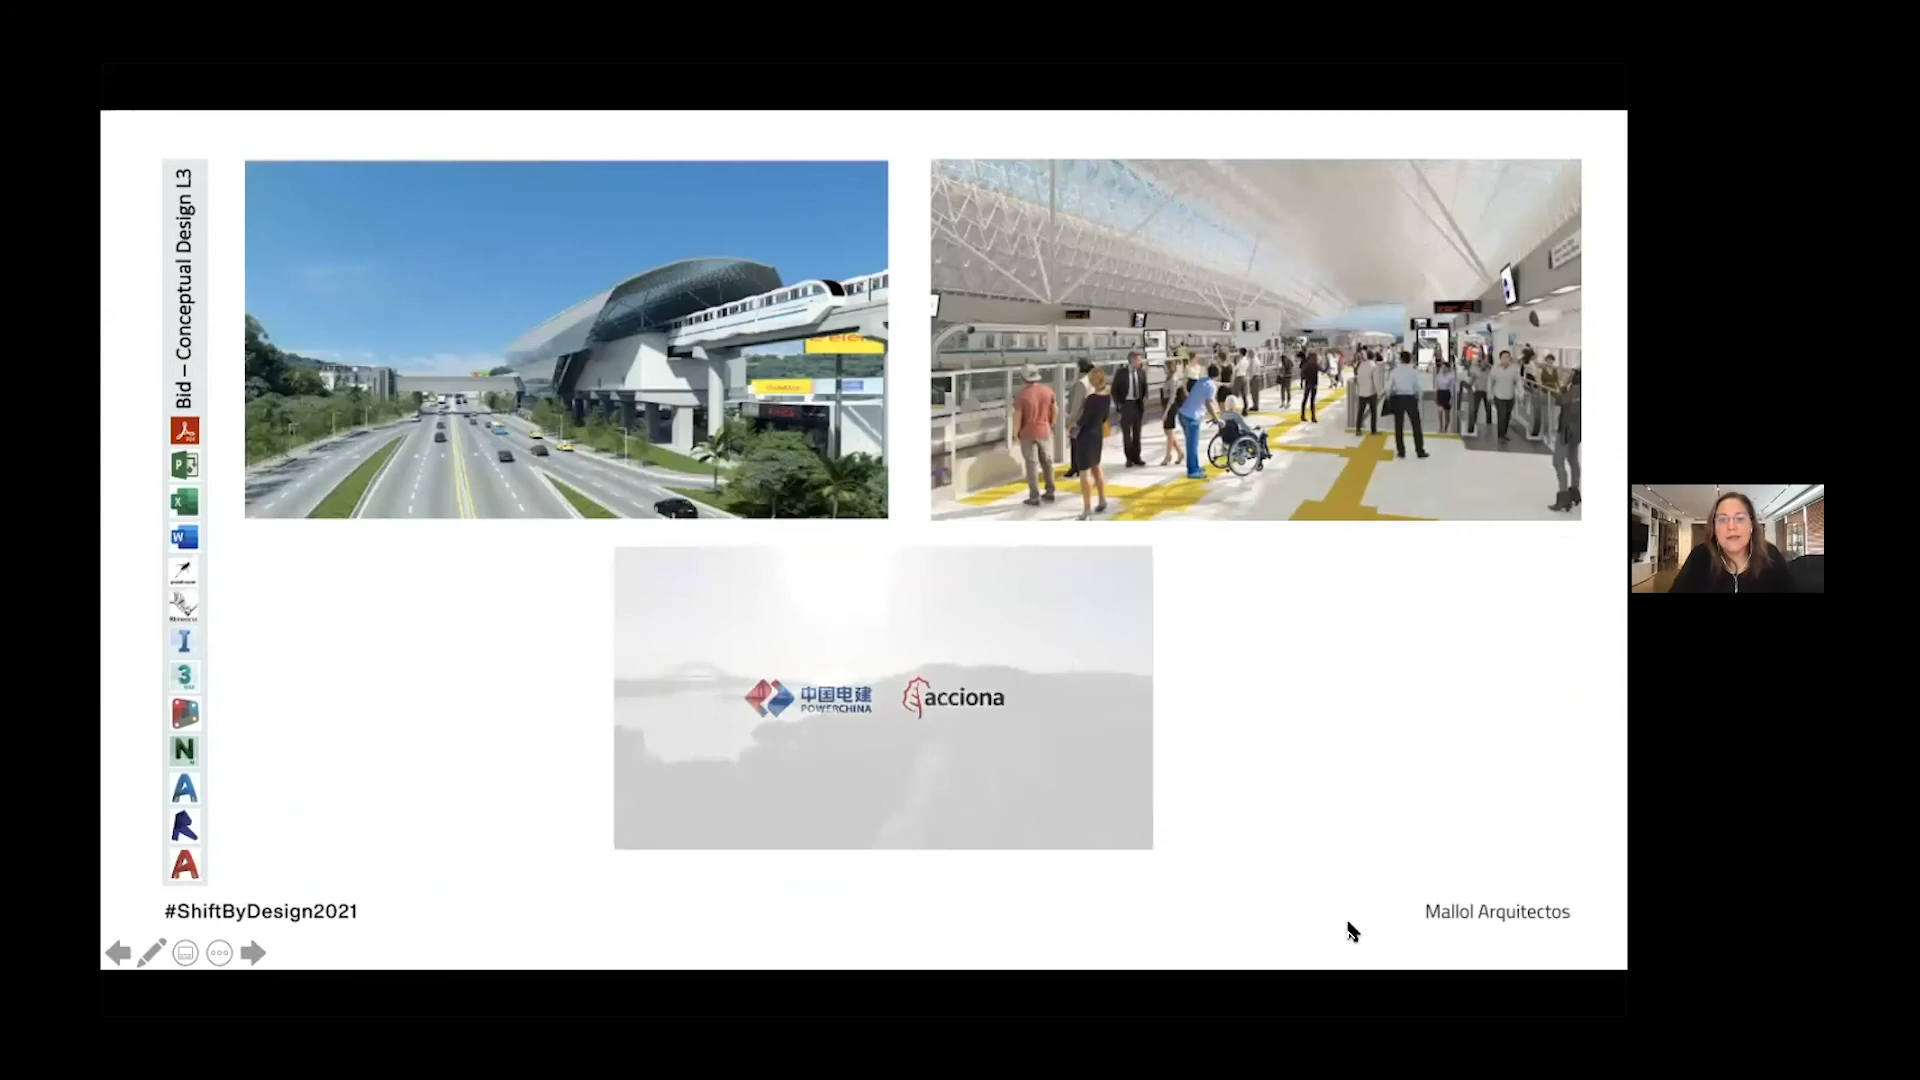 Bid – Conceptual Design L3
中国电建
POWERCHINA
acciona
#ShiftByDesign2021
Mallol Arquitectos